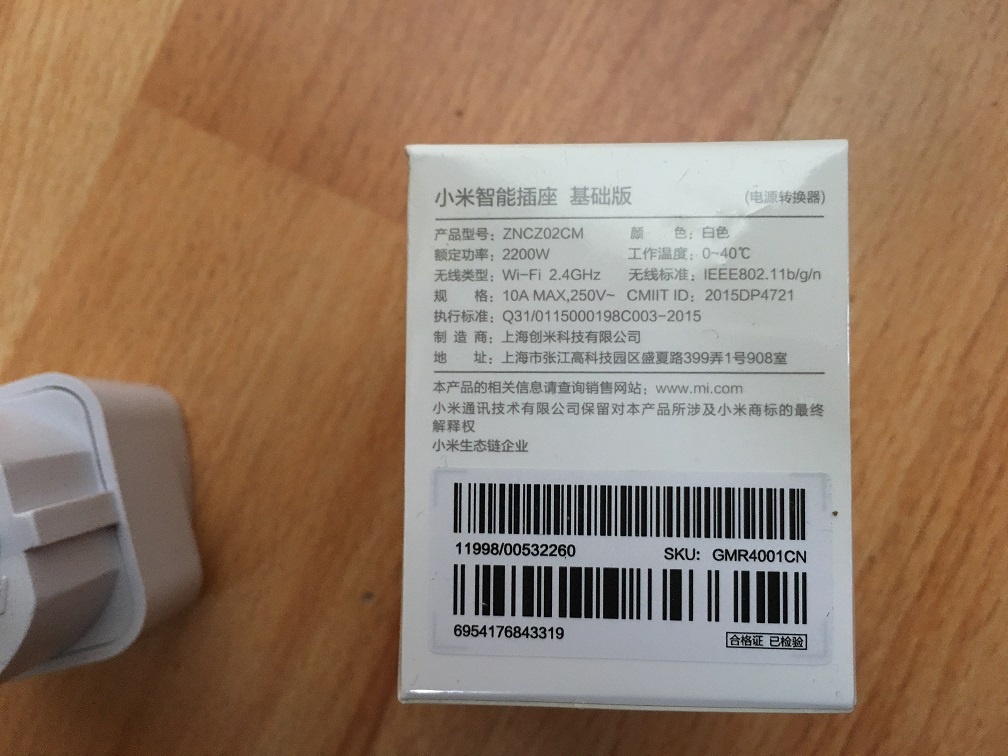 小米智能插座 基础版 (电源转换器)
产品型号：ZNCZ02CM 颜 色：白色
额定功率：2200W 工作温度：0~40℃
无线类型：Wi-Fi 2.4GHz 无线标准：IEEE802.11b/g/n
规 格：10A MAX,250V~ CMIIT ID：2015DP4721
执行标准：Q31/0115000198C003-2015
制 造 商：上海创米科技有限公司
地 址：上海市张江高科技园区盛夏路399弄1号908室
本产品的相关信息请查询销售网站：www.mi.com
小米通讯技术有限公司保留对本产品所涉及小米商标的最终
解释权
小米生态链企业
11998/00532260 SKU: GMR4001CN
6954176843319 合格证 已检验